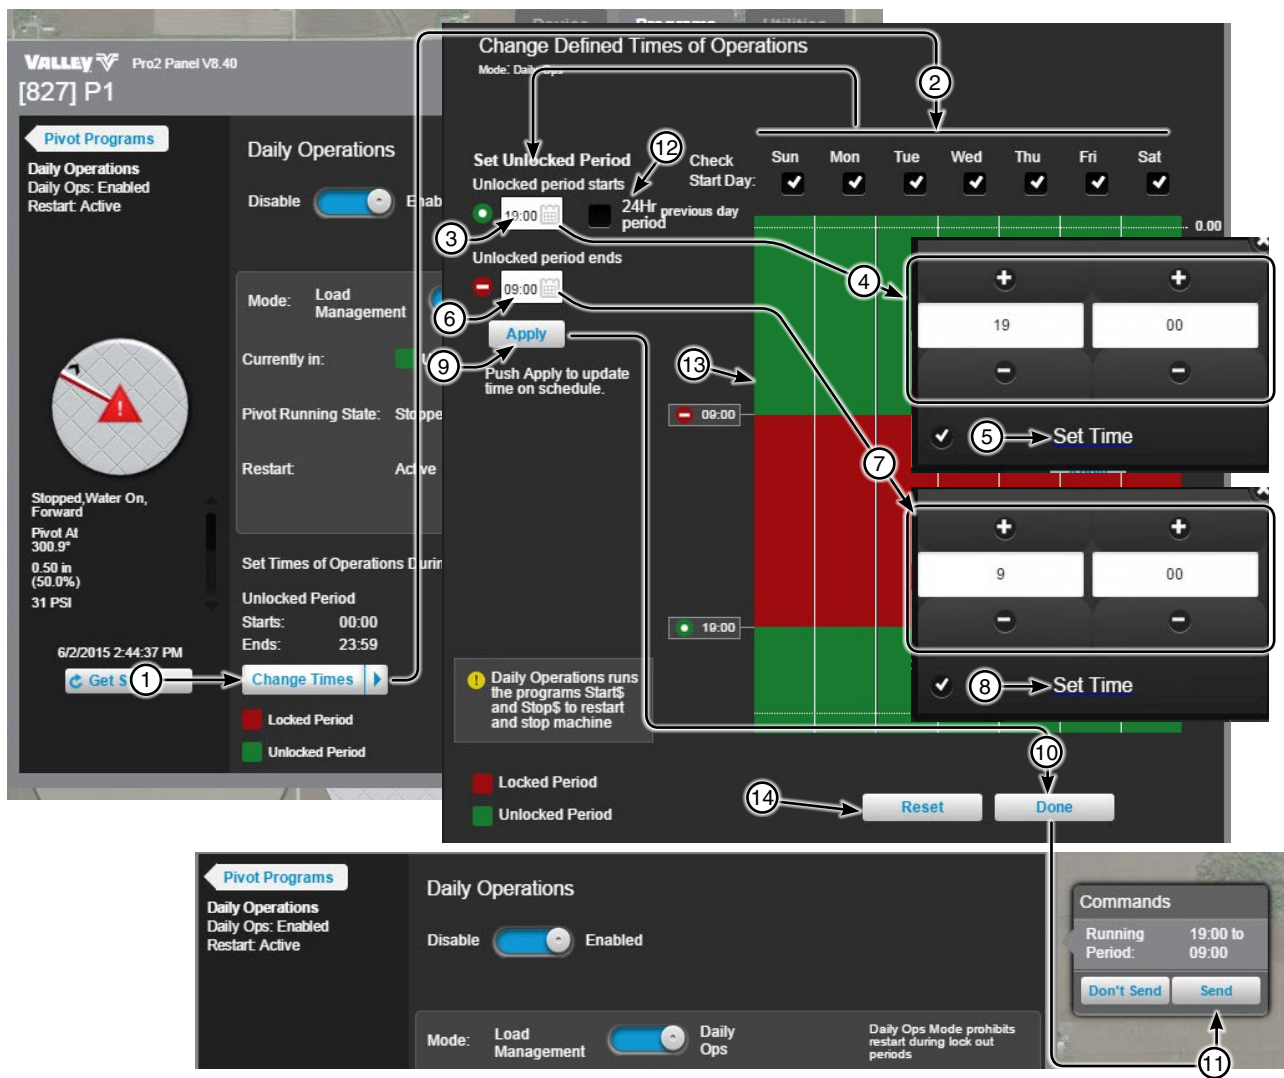 Device Programs Utilities
VALLEY Pro2 Panel V8.40
[827] P1
Pivot Programs
Daily Operations
Daily Ops: Enabled
Restart: Active
Stopped,Water On,
Forward
Pivot At
300.9°
0.50 in
(50.0%)
31 PSI
6/2/2015 2:44:37 PM
Get S
1
Daily Operations
Disable Enab
Mode: Load
Management
Currently in: U
Pivot Running State: Stoppe
Restart: Active
Set Times of Operations Durin
Unlocked Period
Starts: 00:00
Ends: 23:59
Change Times
Locked Period
Unlocked Period
Change Defined Times of Operations
Mode: Daily Ops
2
Set Unlocked Period
12
Unlocked period starts
19:00
24Hr
period
previous day
3
Unlocked period ends
09:00
6
Apply
9
Push Apply to update
time on schedule.
Check
Start Day:
Sun Mon Tue Wed Thu Fri Sat
0.00
13
09:00
19:00
4
19 00
5
Set Time
7
9 00
8
Set Time
Daily Operations runs
the programs Start$
and Stop$ to restart
and stop machine
Locked Period
Unlocked Period
10
14
Reset
Done
Pivot Programs
Daily Operations
Daily Ops: Enabled
Restart: Active
Daily Operations
Disable Enabled
Mode: Load
Management
Daily
Ops
Daily Ops Mode prohibits
restart during lock out
periods
Commands
Running
Period:
19:00 to
09:00
Don't Send
Send
11